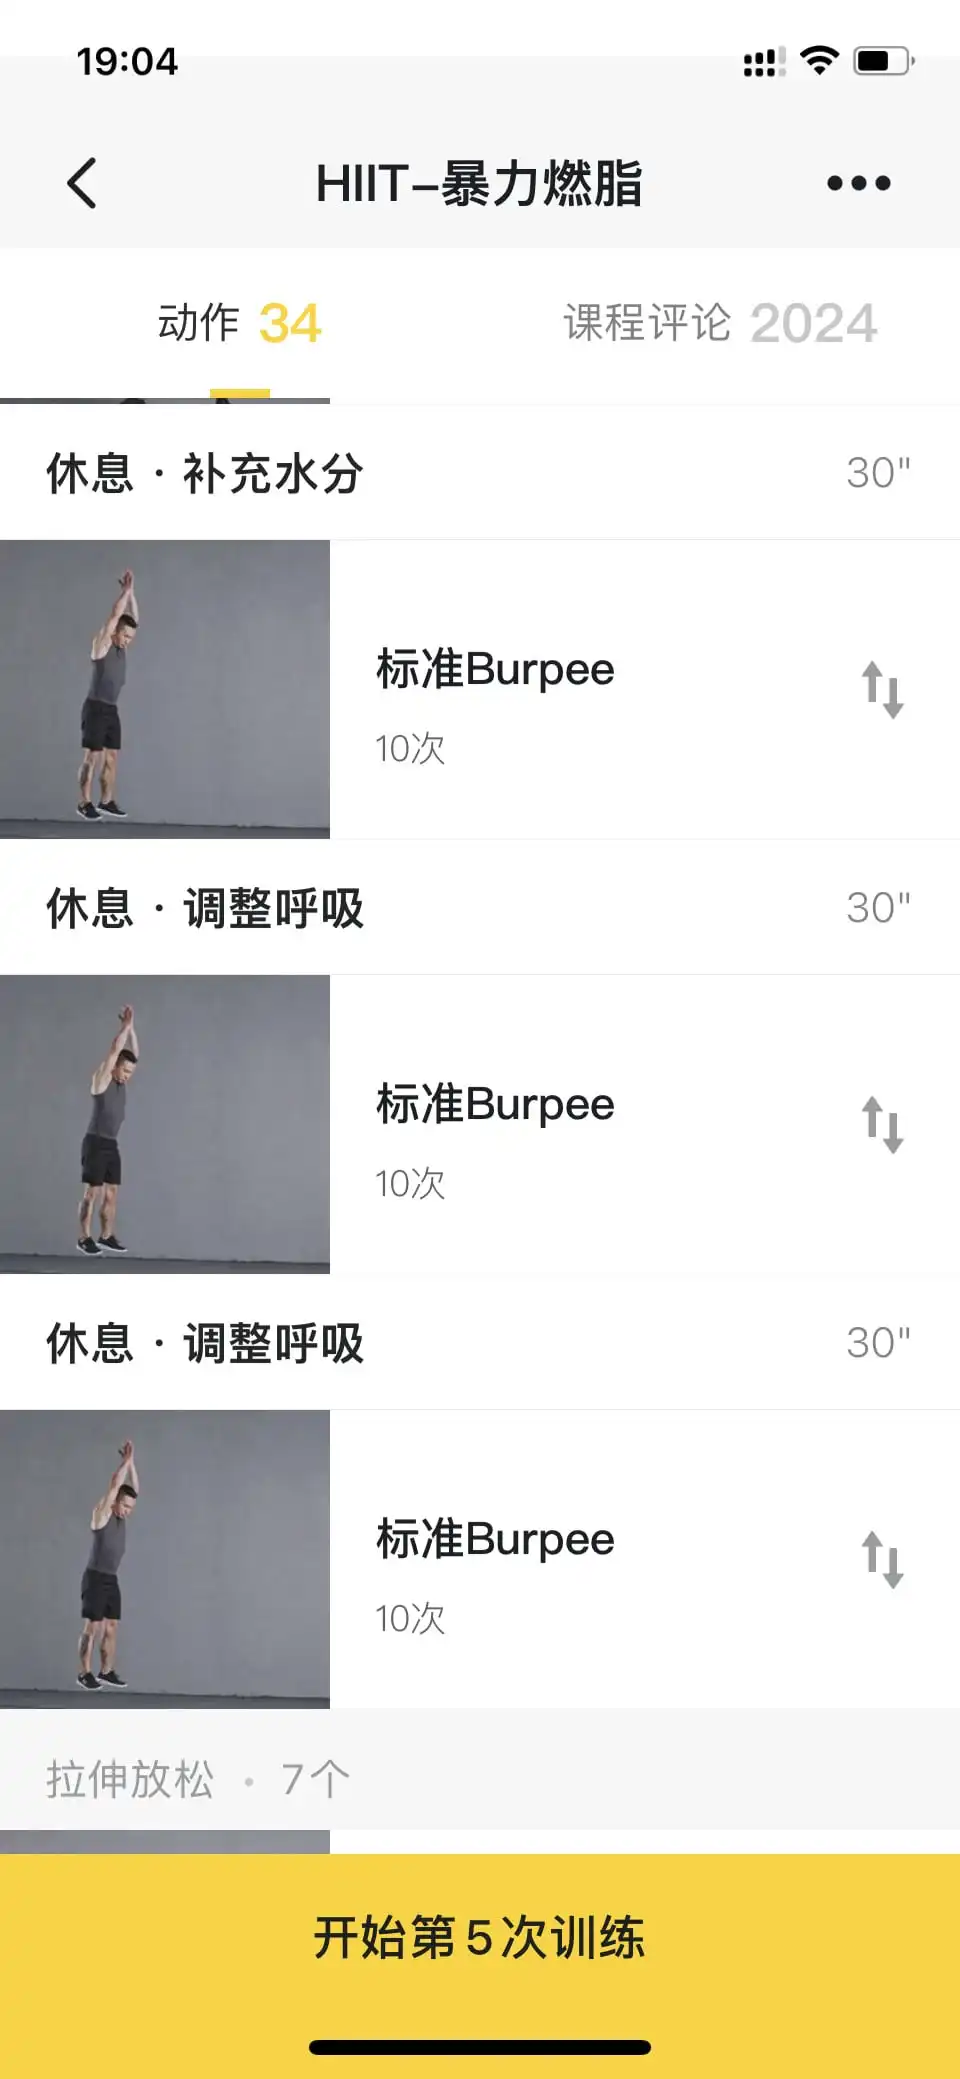 19:04
HIIT-暴力燃脂
动作 34
课程评论 2024
休息 · 补充水分
30"
标准Burpee
10次
休息 · 调整呼吸
30"
标准Burpee
10次
休息 · 调整呼吸
30"
标准Burpee
10次
拉伸放松 · 7个
开始第5次训练